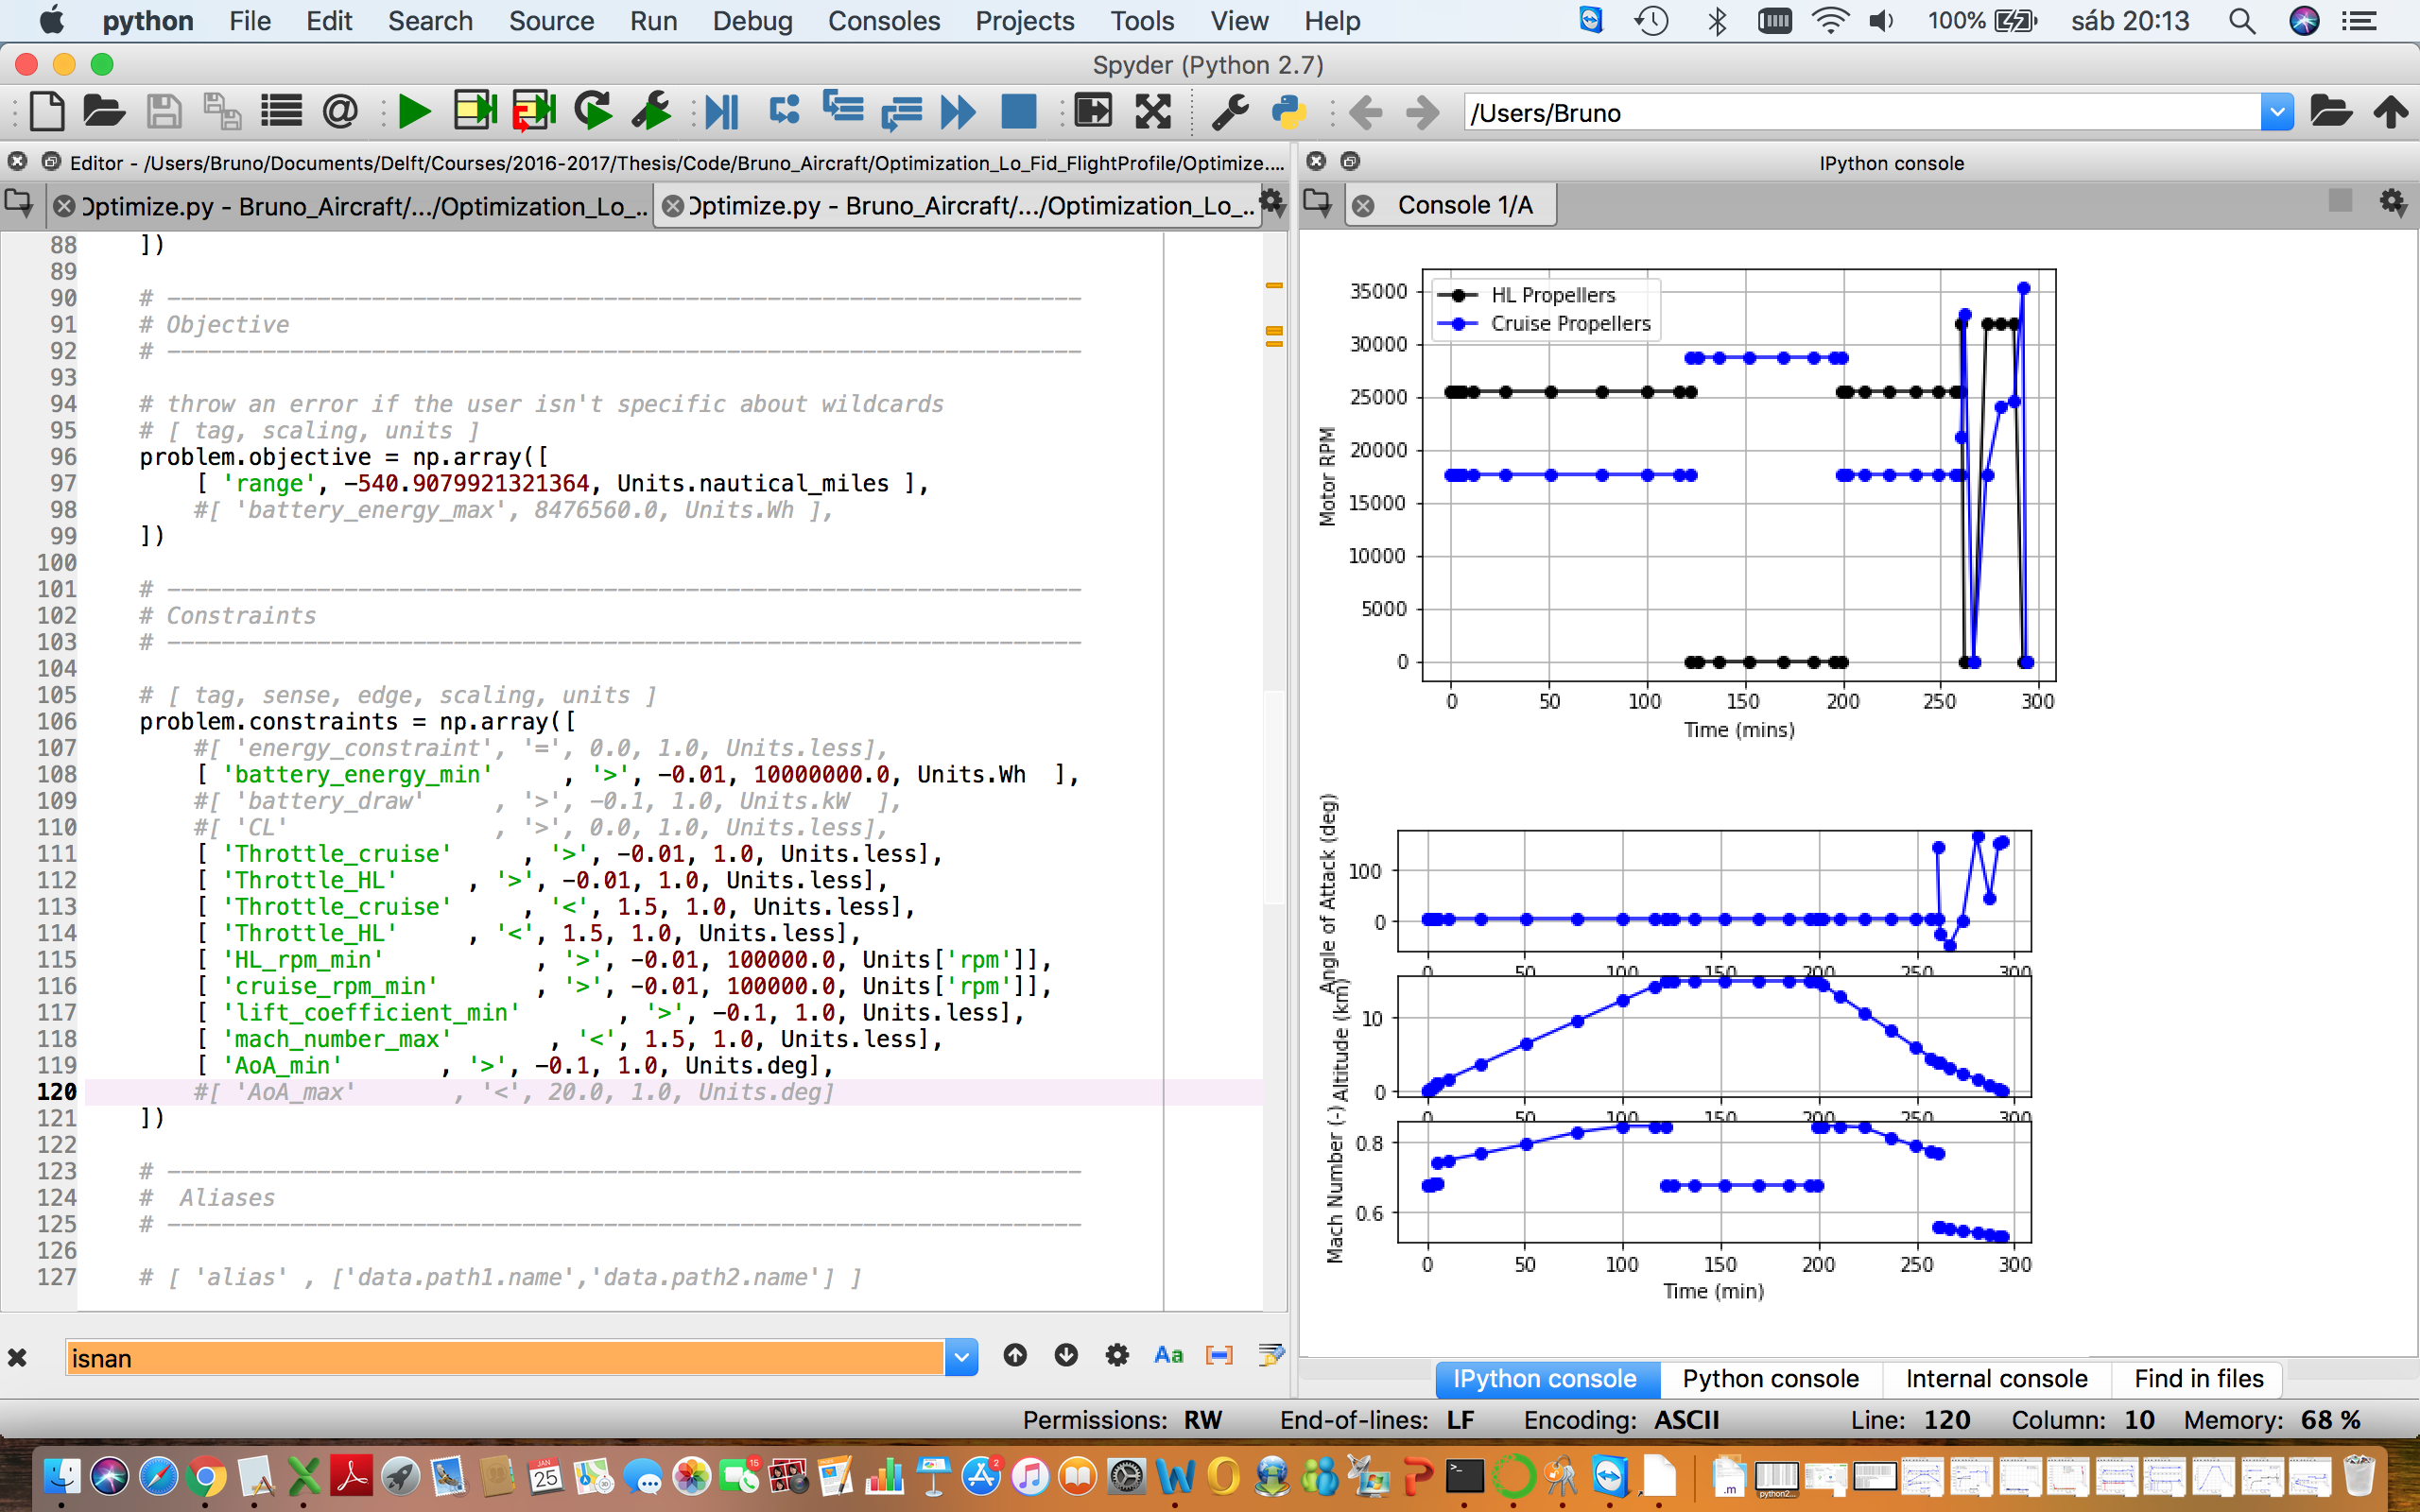 python File Edit Search Source Run Debug Consoles Projects Tools View Help 100% sáb 20:13
Spyder (Python 2.7)
/Users/Bruno
Editor - /Users/Bruno/Documents/Delft/Courses/2016-2017/Thesis/Code/Bruno_Aircraft/Optimization_Lo_Fid_FlightProfile/Optimize....
Optimize.py - Bruno_Aircraft/.../Optimization_Lo_.. Optimize.py - Bruno_Aircraft/.../Optimization_Lo_..
88 ])
89
90 # -------------------------------------------------------------------
91 # Objective
92 # -------------------------------------------------------------------
93
94 # throw an error if the user isn't specific about wildcards
95 # [ tag, scaling, units ]
96 problem.objective = np.array([
97 [ 'range', -540.9079921321364, Units.nautical_miles ],
98 #[ 'battery_energy_max', 8476560.0, Units.Wh ],
99 ])
100
101 # -------------------------------------------------------------------
102 # Constraints
103 # -------------------------------------------------------------------
104
105 # [ tag, sense, edge, scaling, units ]
106 problem.constraints = np.array([
107 #[ 'energy_constraint', '=', 0.0, 1.0, Units.less],
108 [ 'battery_energy_min' , '>', -0.01, 10000000.0, Units.Wh ],
109 #[ 'battery_draw' , '>', -0.1, 1.0, Units.kW ],
110 #[ 'CL' , '>', 0.0, 1.0, Units.less],
111 [ 'Throttle_cruise' , '>', -0.01, 1.0, Units.less],
112 [ 'Throttle_HL' , '>', -0.01, 1.0, Units.less],
113 [ 'Throttle_cruise' , '<', 1.5, 1.0, Units.less],
114 [ 'Throttle_HL' , '<', 1.5, 1.0, Units.less],
115 [ 'HL_rpm_min' , '>', -0.01, 100000.0, Units['rpm']],
116 [ 'cruise_rpm_min' , '>', -0.01, 100000.0, Units['rpm']],
117 [ 'lift_coefficient_min' , '>', -0.1, 1.0, Units.less],
118 [ 'mach_number_max' , '<', 1.5, 1.0, Units.less],
119 [ 'AoA_min' , '>', -0.1, 1.0, Units.deg],
120 #[ 'AoA_max' , '<', 20.0, 1.0, Units.deg]
121 ])
122
123 # -------------------------------------------------------------------
124 # Aliases
125 # -------------------------------------------------------------------
126
127 # [ 'alias' , ['data.path1.name','data.path2.name'] ]
isnan
Aa
IPython console
Console 1/A
HL Propellers
Cruise Propellers
35000
30000
25000
20000
15000
10000
5000
0
Motor RPM
0 50 100 150 200 250 300
Time (mins)
Angle of Attack (deg)
100
0
0 50 100 150 200 250 300
Altitude (km)
10
0
0 50 100 150 200 250 300
Mach Number (-)
0.8
0.6
0 50 100 150 200 250 300
Time (min)
IPython console Python console Internal console Find in files
Permissions: RW End-of-lines: LF Encoding: ASCII Line: 120 Column: 10 Memory: 68 %
JAN
25
15
2
.m
python2...